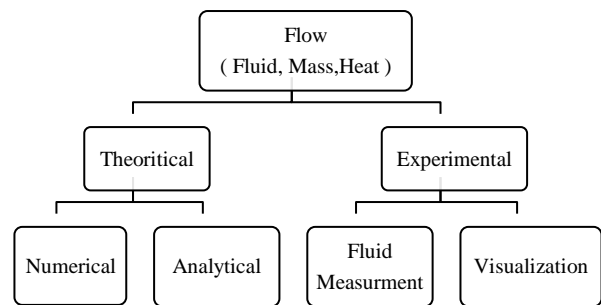 Flow
( Fluid, Mass,Heat )
Theoritical
Experimental
Numerical
Analytical
Fluid
Measurment
Visualization